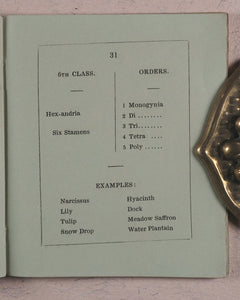 31
6TH CLASS. ORDERS.
Hex-andria
Six Stamens
1 Monogynia
2 Di ........
3 Tri........
4 Tetra ....
5 Poly ......
EXAMPLES:
Narcissus Hyacinth
Lily Dock
Tulip Meadow Saffron
Snow Drop Water Plantain